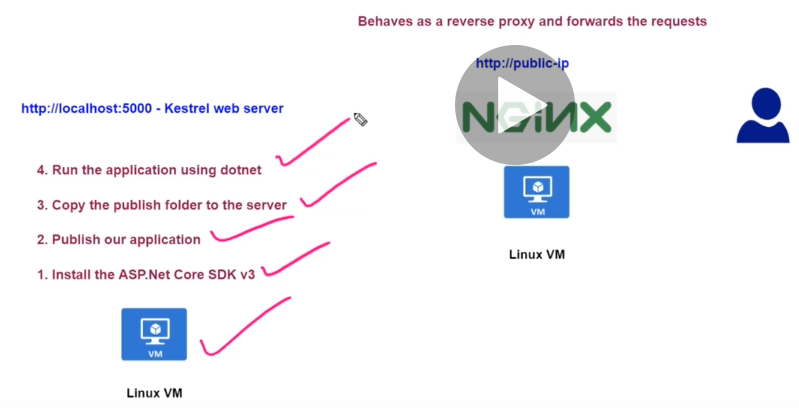 Behaves as a reverse proxy and forwards the requests
http://public-ip
NGiNX
http://localhost:5000 - Kestrel web server
4. Run the application using dotnet
3. Copy the publish folder to the server
2. Publish our application
1. Install the ASP.Net Core SDK v3
VM
Linux VM
VM
Linux VM